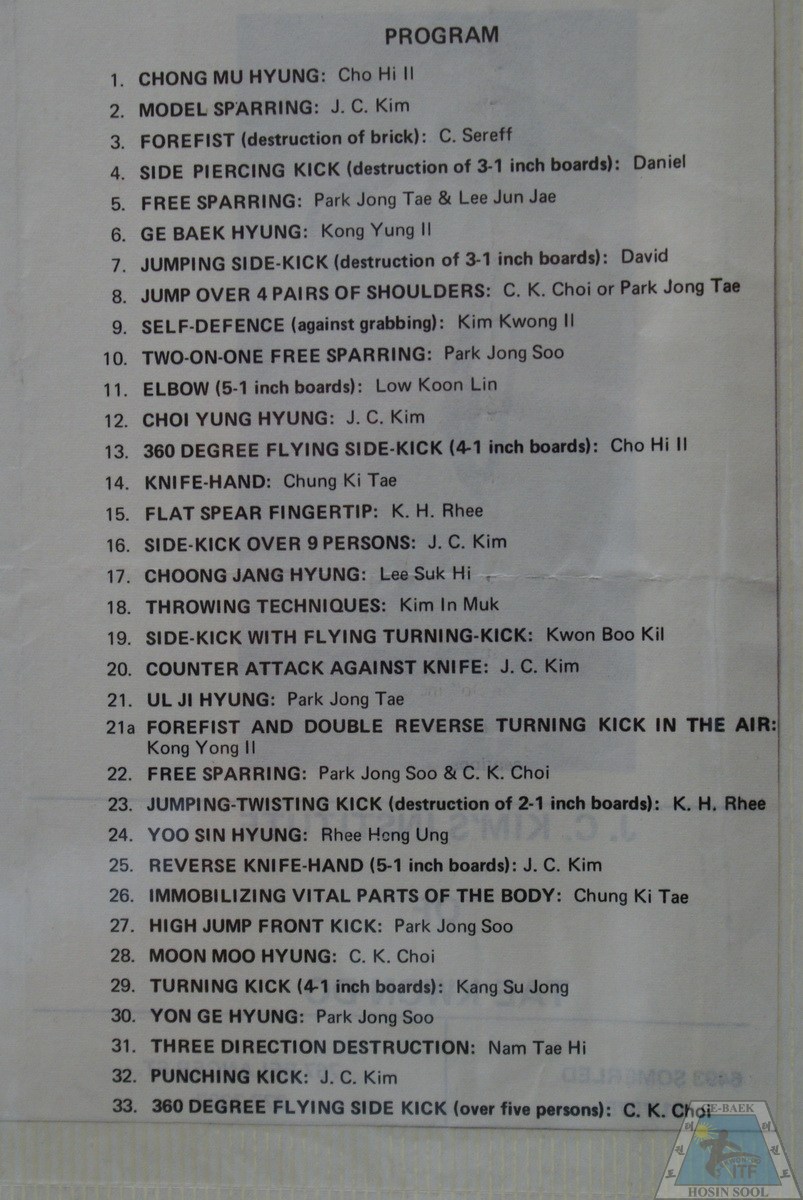 PROGRAM
1. CHONG MU HYUNG: Cho Hi Il
2. MODEL SPARRING: J. C. Kim
3. FOREFIST (destruction of brick): C. Sereff
4. SIDE PIERCING KICK (destruction of 3-1 inch boards): Daniel
5. FREE SPARRING: Park Jong Tae & Lee Jun Jae
6. GE BAEK HYUNG: Kong Yung Il
7. JUMPING SIDE-KICK (destruction of 3-1 inch boards): David
8. JUMP OVER 4 PAIRS OF SHOULDERS: C. K. Choi or Park Jong Tae
9. SELF-DEFENCE (against grabbing): Kim Kwong Il
10. TWO-ON-ONE FREE SPARRING: Park Jong Soo
11. ELBOW (5-1 inch boards): Low Koon Lin
12. CHOI YUNG HYUNG: J. C. Kim
13. 360 DEGREE FLYING SIDE-KICK (4-1 inch boards): Cho Hi Il
14. KNIFE-HAND: Chung Ki Tae
15. FLAT SPEAR FINGERTIP: K. H. Rhee
16. SIDE-KICK OVER 9 PERSONS: J. C. Kim
17. CHOONG JANG HYUNG: Lee Suk Hi
18. THROWING TECHNIQUES: Kim In Muk
19. SIDE-KICK WITH FLYING TURNING-KICK: Kwon Boo Kil
20. COUNTER ATTACK AGAINST KNIFE: J. C. Kim
21. UL JI HYUNG: Park Jong Tae
21a FOREFIST AND DOUBLE REVERSE TURNING KICK IN THE AIR:
Kong Yong Il
22. FREE SPARRING: Park Jong Soo & C. K. Choi
23. JUMPING-TWISTING KICK (destruction of 2-1 inch boards): K. H. Rhee
24. YOO SIN HYUNG: Rhee Hong Ung
25. REVERSE KNIFE-HAND (5-1 inch boards): J. C. Kim
26. IMMOBILIZING VITAL PARTS OF THE BODY: Chung Ki Tae
27. HIGH JUMP FRONT KICK: Park Jong Soo
28. MOON MOO HYUNG: C. K. Choi
29. TURNING KICK (4-1 inch boards): Kang Su Jong
30. YON GE HYUNG: Park Jong Soo
31. THREE DIRECTION DESTRUCTION: Nam Tae Hi
32. PUNCHING KICK: J. C. Kim
33. 360 DEGREE FLYING SIDE KICK (over five persons): C. K. Choi
GE-BAEK
ITF
HOSIN SOOL